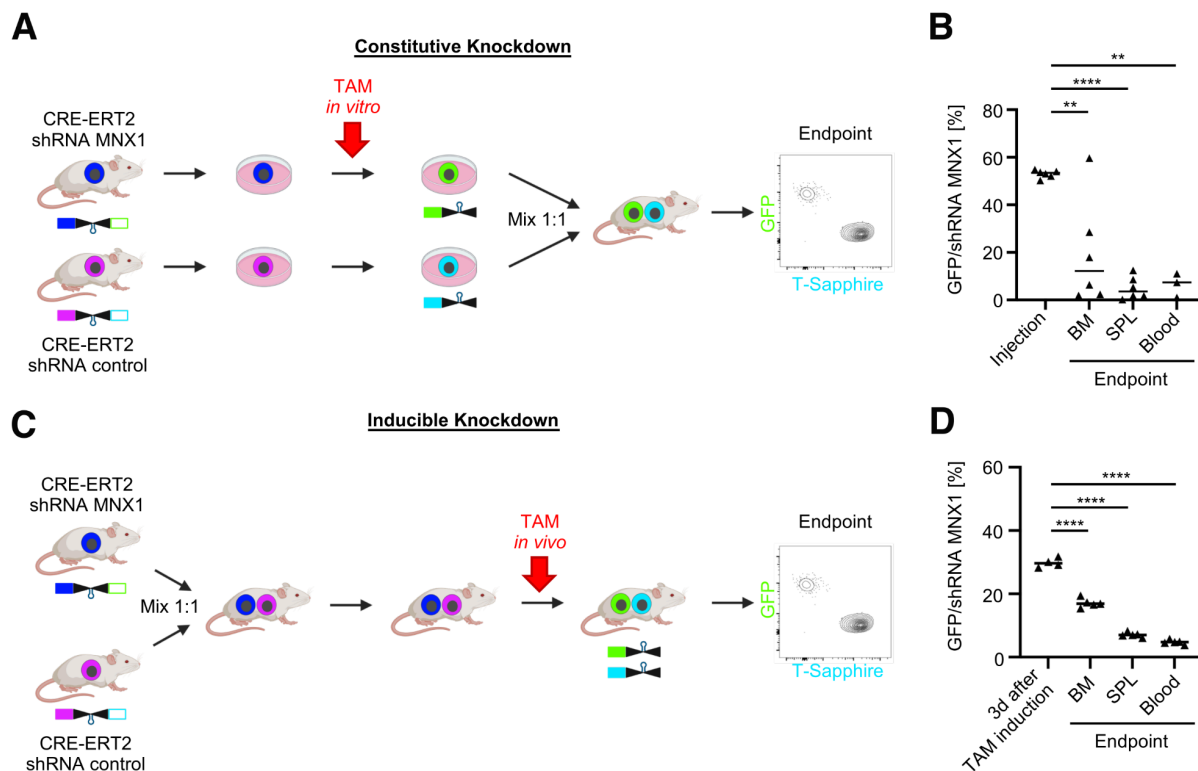 A
Constitutive Knockdown
CRE-ERT2
shRNA MNX1
TAM
in vitro
Mix 1:1
CRE-ERT2
shRNA control
Endpoint
GFP
T-Sapphire
B
GFP/shRNA MNX1 [%]
80
60
40
20
0
**
****
**
Injection
BM
SPL
Blood
Endpoint
C
Inducible Knockdown
CRE-ERT2
shRNA MNX1
Mix 1:1
CRE-ERT2
shRNA control
TAM
in vivo
Endpoint
GFP
T-Sapphire
D
GFP/shRNA MNX1 [%]
60
40
20
0
****
****
****
3d after
TAM induction
BM
SPL
Blood
Endpoint